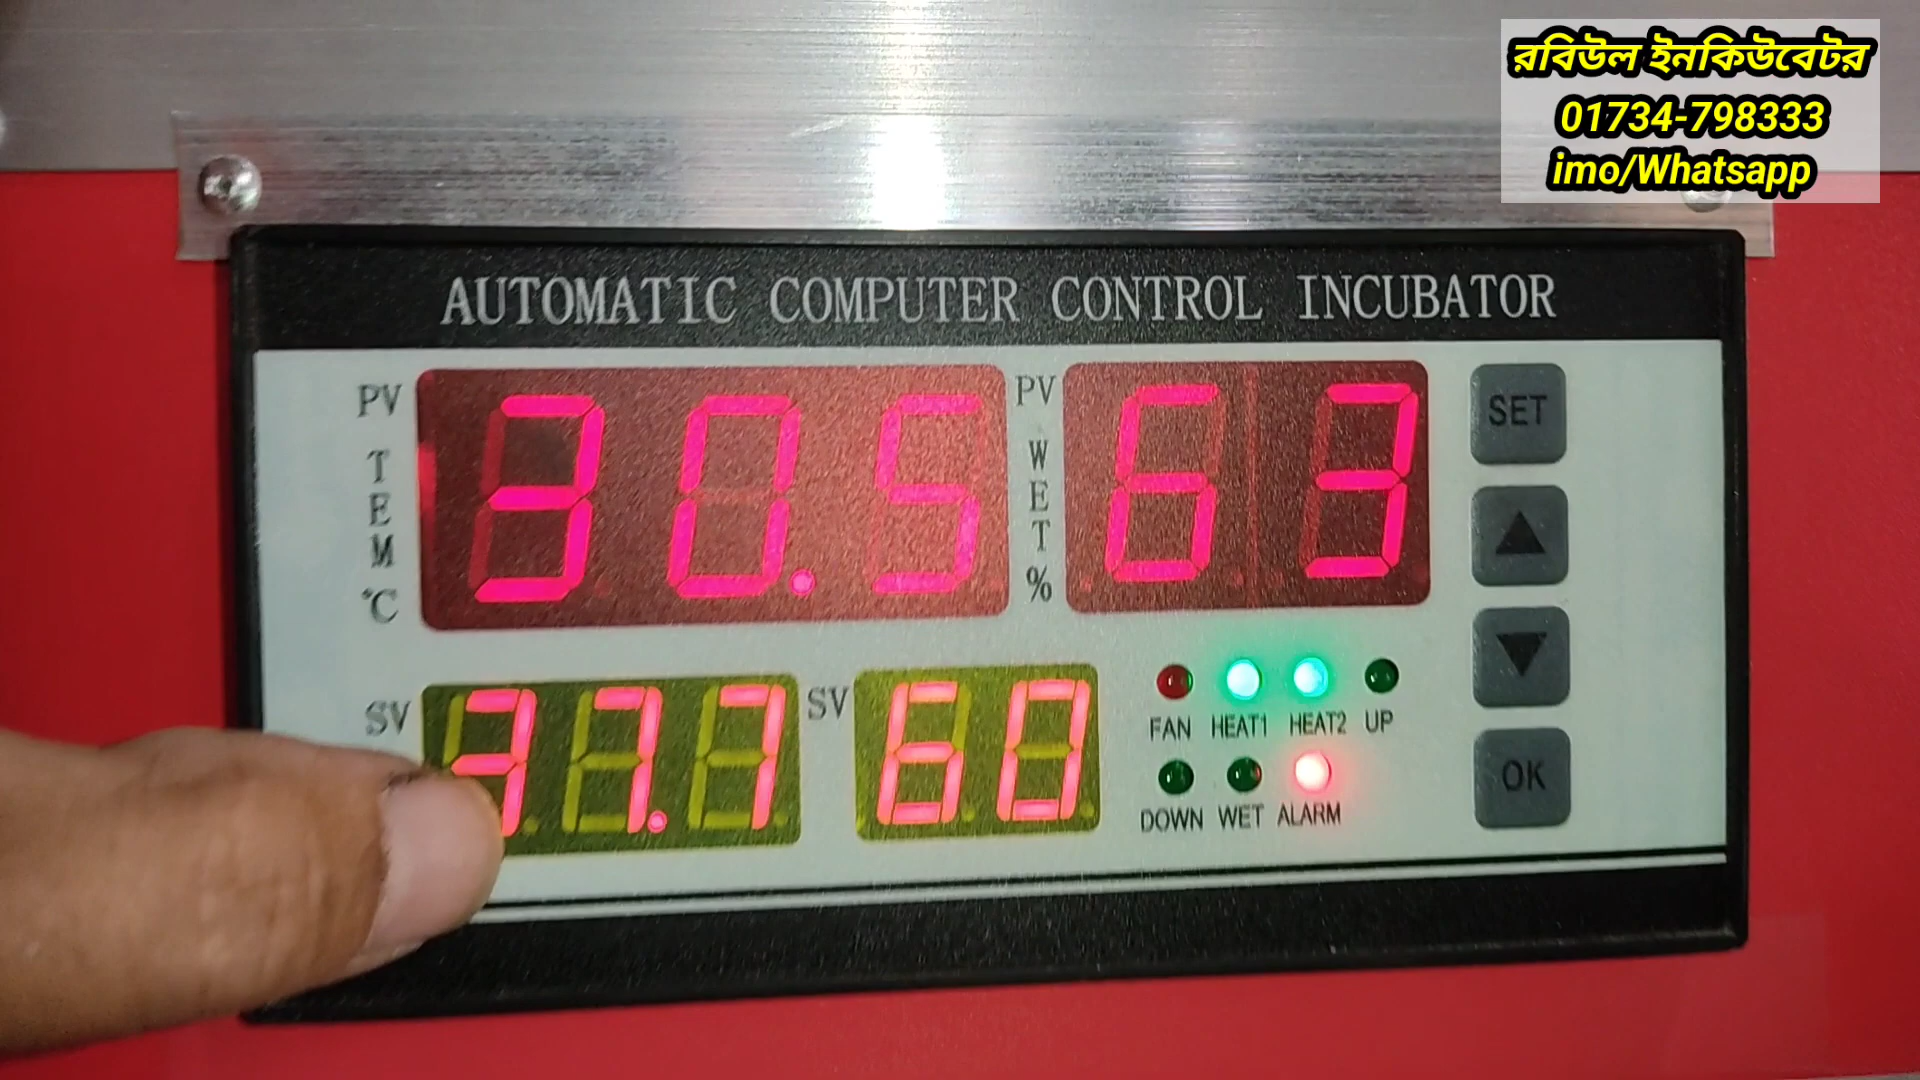 রবিউল ইনকিউবেটর
01734-798333
imo/Whatsapp
AUTOMATIC COMPUTER CONTROL INCUBATOR
PV TEM °C 30.5 PV WET % 63 SET
SV 37.7 SV 60
FAN HEAT1 HEAT2 UP
DOWN WET ALARM
OK